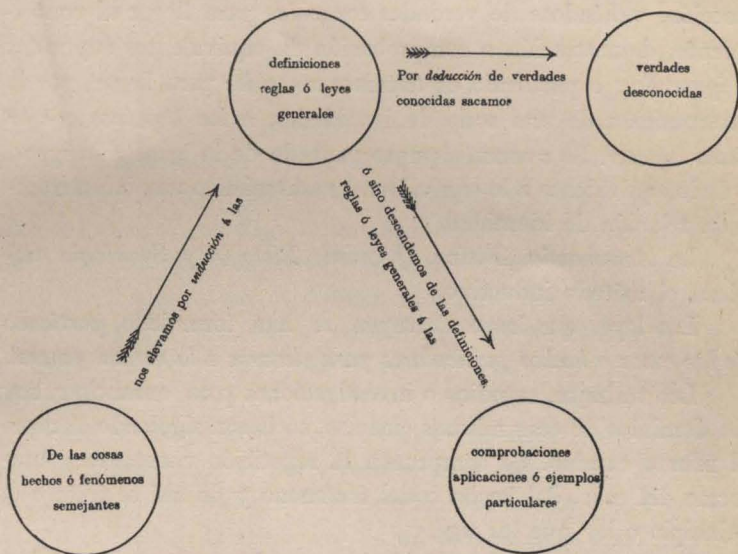 definiciones
reglas ó leyes
generales
Por deducción de verdades
conocidas sacamos
verdades
desconocidas
nos elevamos por inducción á las
ó sino descendemos de las definiciones,
reglas ó leyes generales á las
De las cosas
hechos ó fenómenos
semejantes
comprobaciones
aplicaciones ó ejemplos
particulares